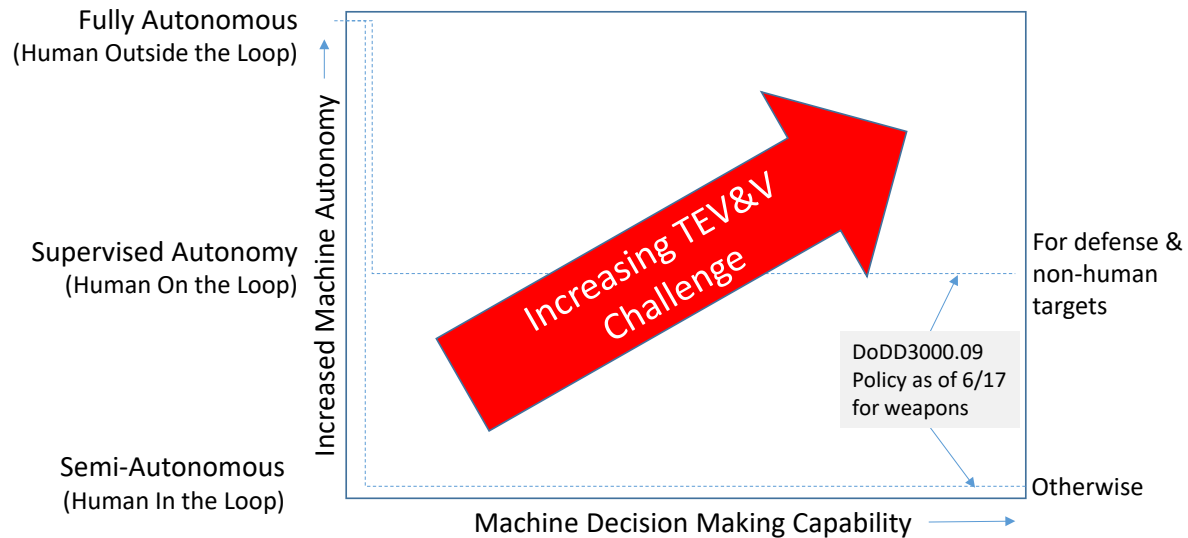 Fully Autonomous
(Human Outside the Loop)
Increased Machine Autonomy
Supervised Autonomy
(Human On the Loop)
Semi-Autonomous
(Human In the Loop)
Increasing TEV&V
Challenge
For defense &
non-human
targets
DoDD3000.09
Policy as of 6/17
for weapons
Otherwise
Machine Decision Making Capability